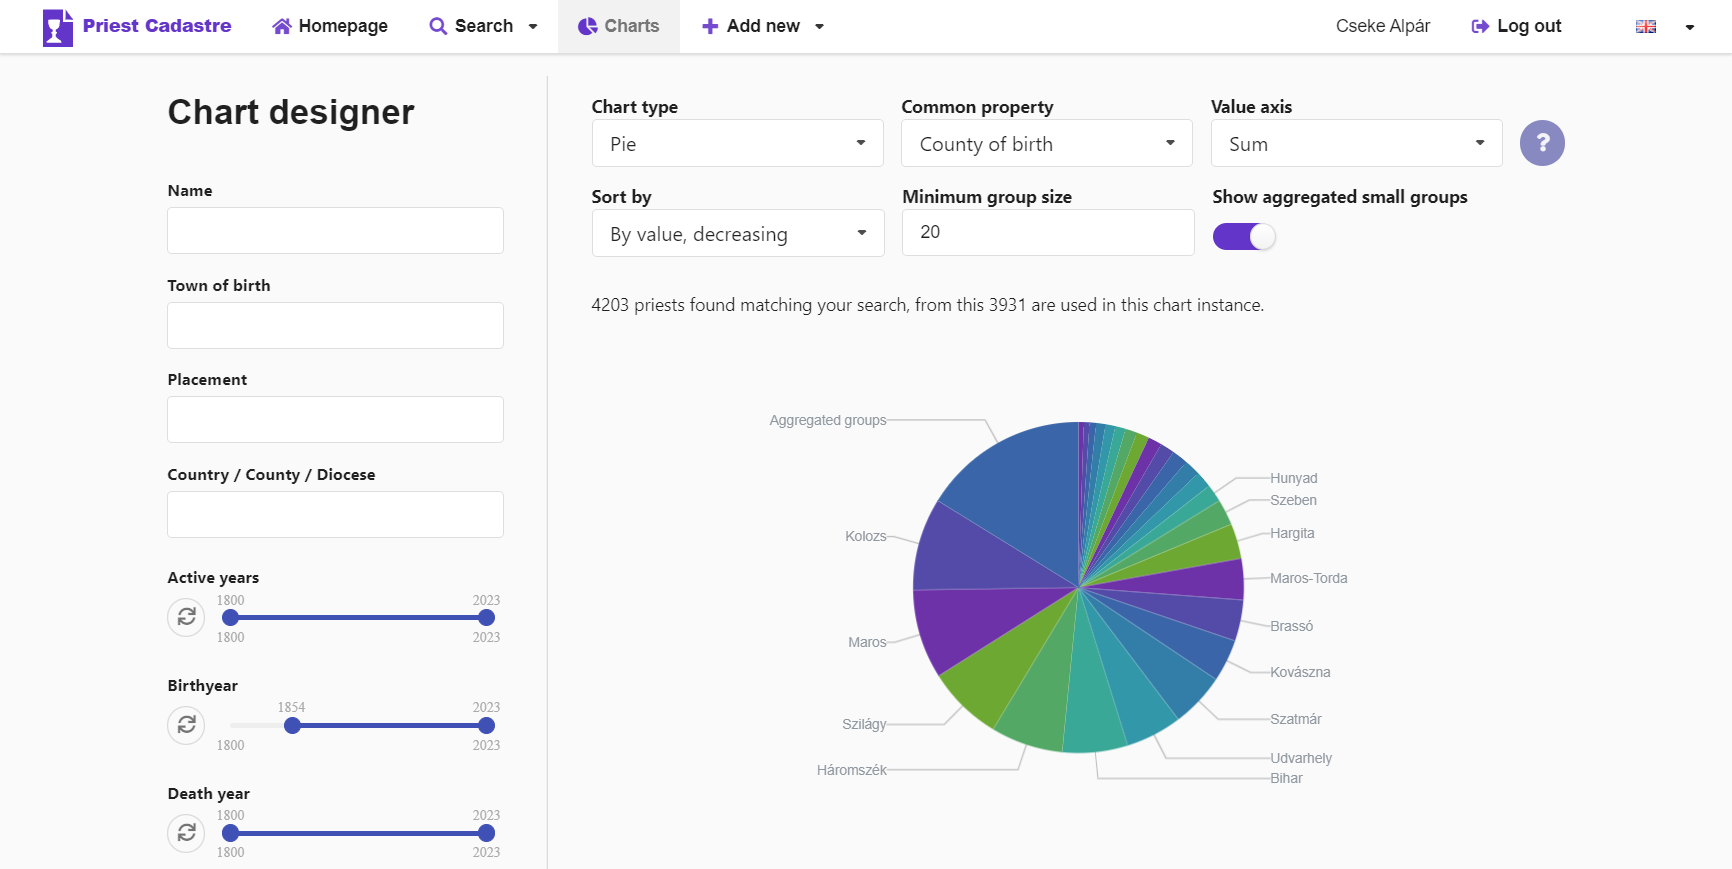 Priest Cadastre
Homepage
Search
Charts
Add new
Cseke Alpár
Log out
Chart designer
Name
Town of birth
Placement
Country / County / Diocese
Active years
1800
2023
1800
2023
Birthyear
1854
2023
1800
2023
Death year
1800
2023
1800
2023
Chart type
Common property
Value axis
Pie
County of birth
Sum
?
Sort by
Minimum group size
Show aggregated small groups
By value, decreasing
20
4203 priests found matching your search, from this 3931 are used in this chart instance.
Aggregated groups
Kolozs
Maros
Szilágy
Háromszék
Hunyad
Szeben
Hargita
Maros-Torda
Brassó
Kovászna
Szatmár
Udvarhely
Bihar